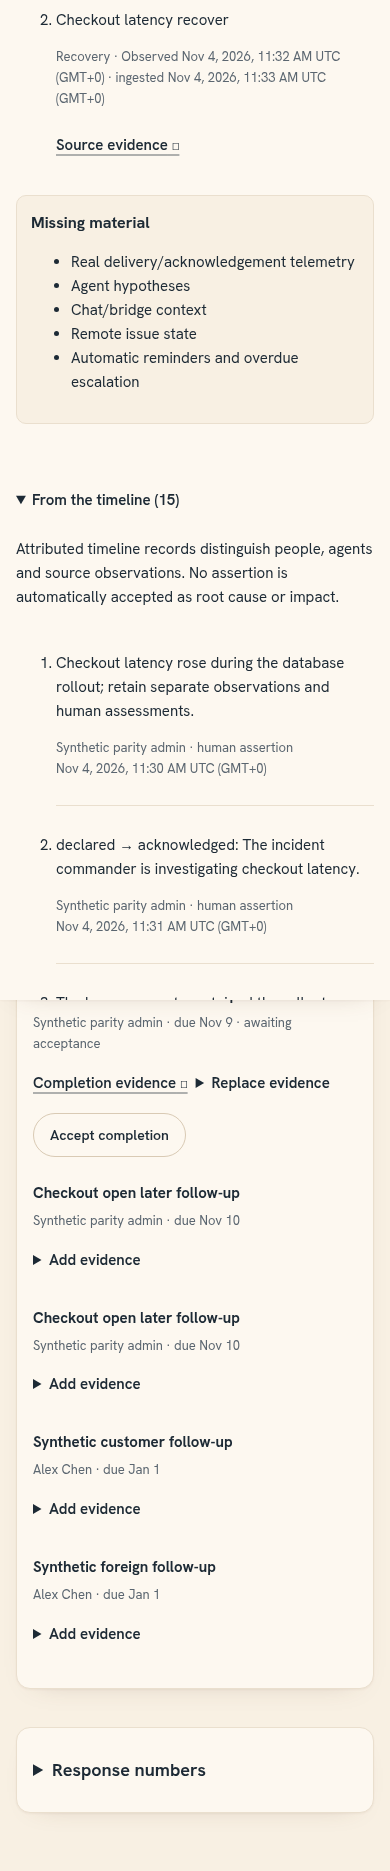 2. Checkout latency recover
Recovery · Observed Nov 4, 2026, 11:32 AM UTC
(GMT+0) · ingested Nov 4, 2026, 11:33 AM UTC
(GMT+0)
Source evidence
Missing material
• Real delivery/acknowledgement telemetry
• Agent hypotheses
• Chat/bridge context
• Remote issue state
• Automatic reminders and overdue
escalation
▼ From the timeline (15)
Attributed timeline records distinguish people, agents
and source observations. No assertion is
automatically accepted as root cause or impact.
1. Checkout latency rose during the database
rollout; retain separate observations and
human assessments.
Synthetic parity admin · human assertion
Nov 4, 2026, 11:30 AM UTC (GMT+0)
2. declared → acknowledged: The incident
commander is investigating checkout latency.
Synthetic parity admin · human assertion
Nov 4, 2026, 11:31 AM UTC (GMT+0)
Synthetic parity admin · due Nov 9 · awaiting
acceptance
Completion evidence ▶ Replace evidence
Accept completion
Checkout open later follow-up
Synthetic parity admin · due Nov 10
▶ Add evidence
Checkout open later follow-up
Synthetic parity admin · due Nov 10
▶ Add evidence
Synthetic customer follow-up
Alex Chen · due Jan 1
▶ Add evidence
Synthetic foreign follow-up
Alex Chen · due Jan 1
▶ Add evidence
▶ Response numbers